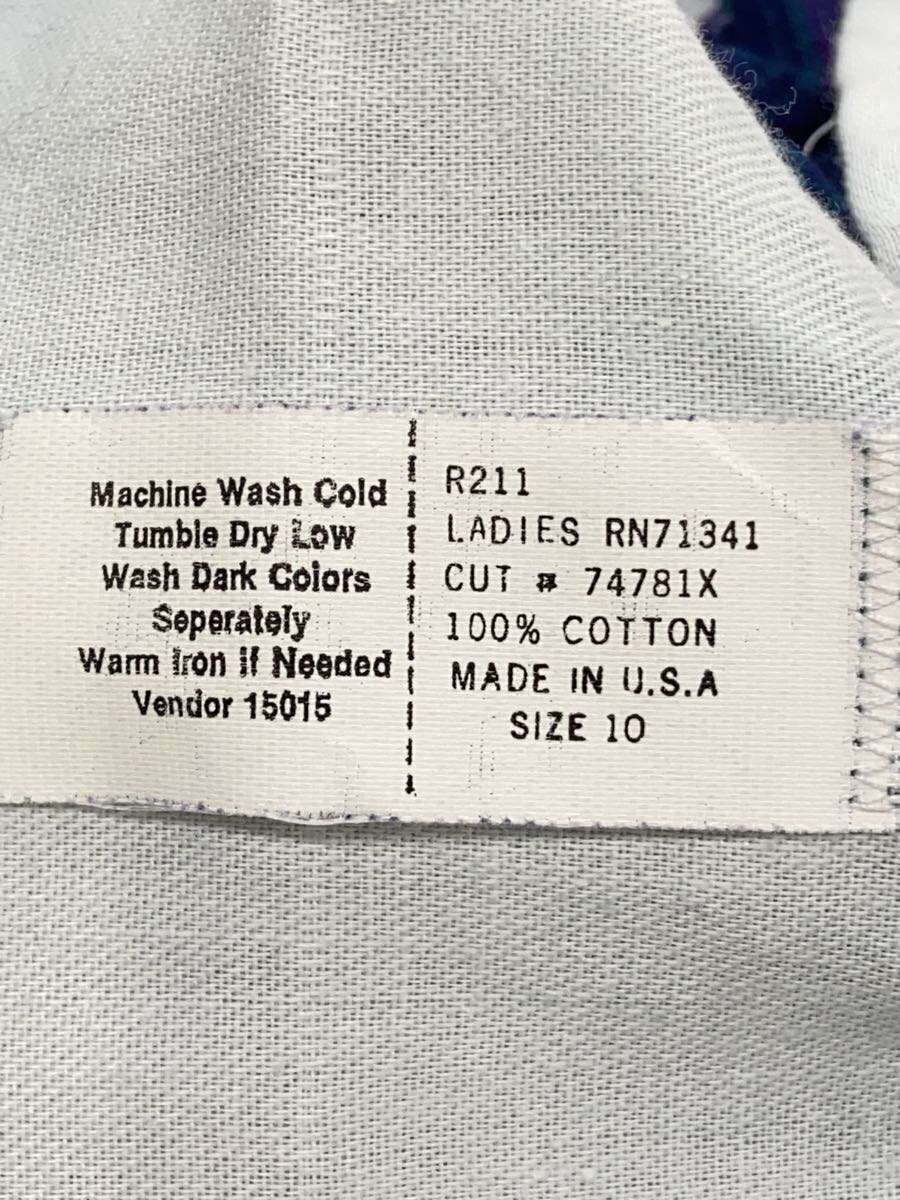 Machine Wash Cold
Tumble Dry Low
Wash Dark Colors
Seperately
Warm Iron If Needed
Vendor 15015
R211
LADIES RN71341
CUT # 74781X
100% COTTON
MADE IN U.S.A
SIZE 10